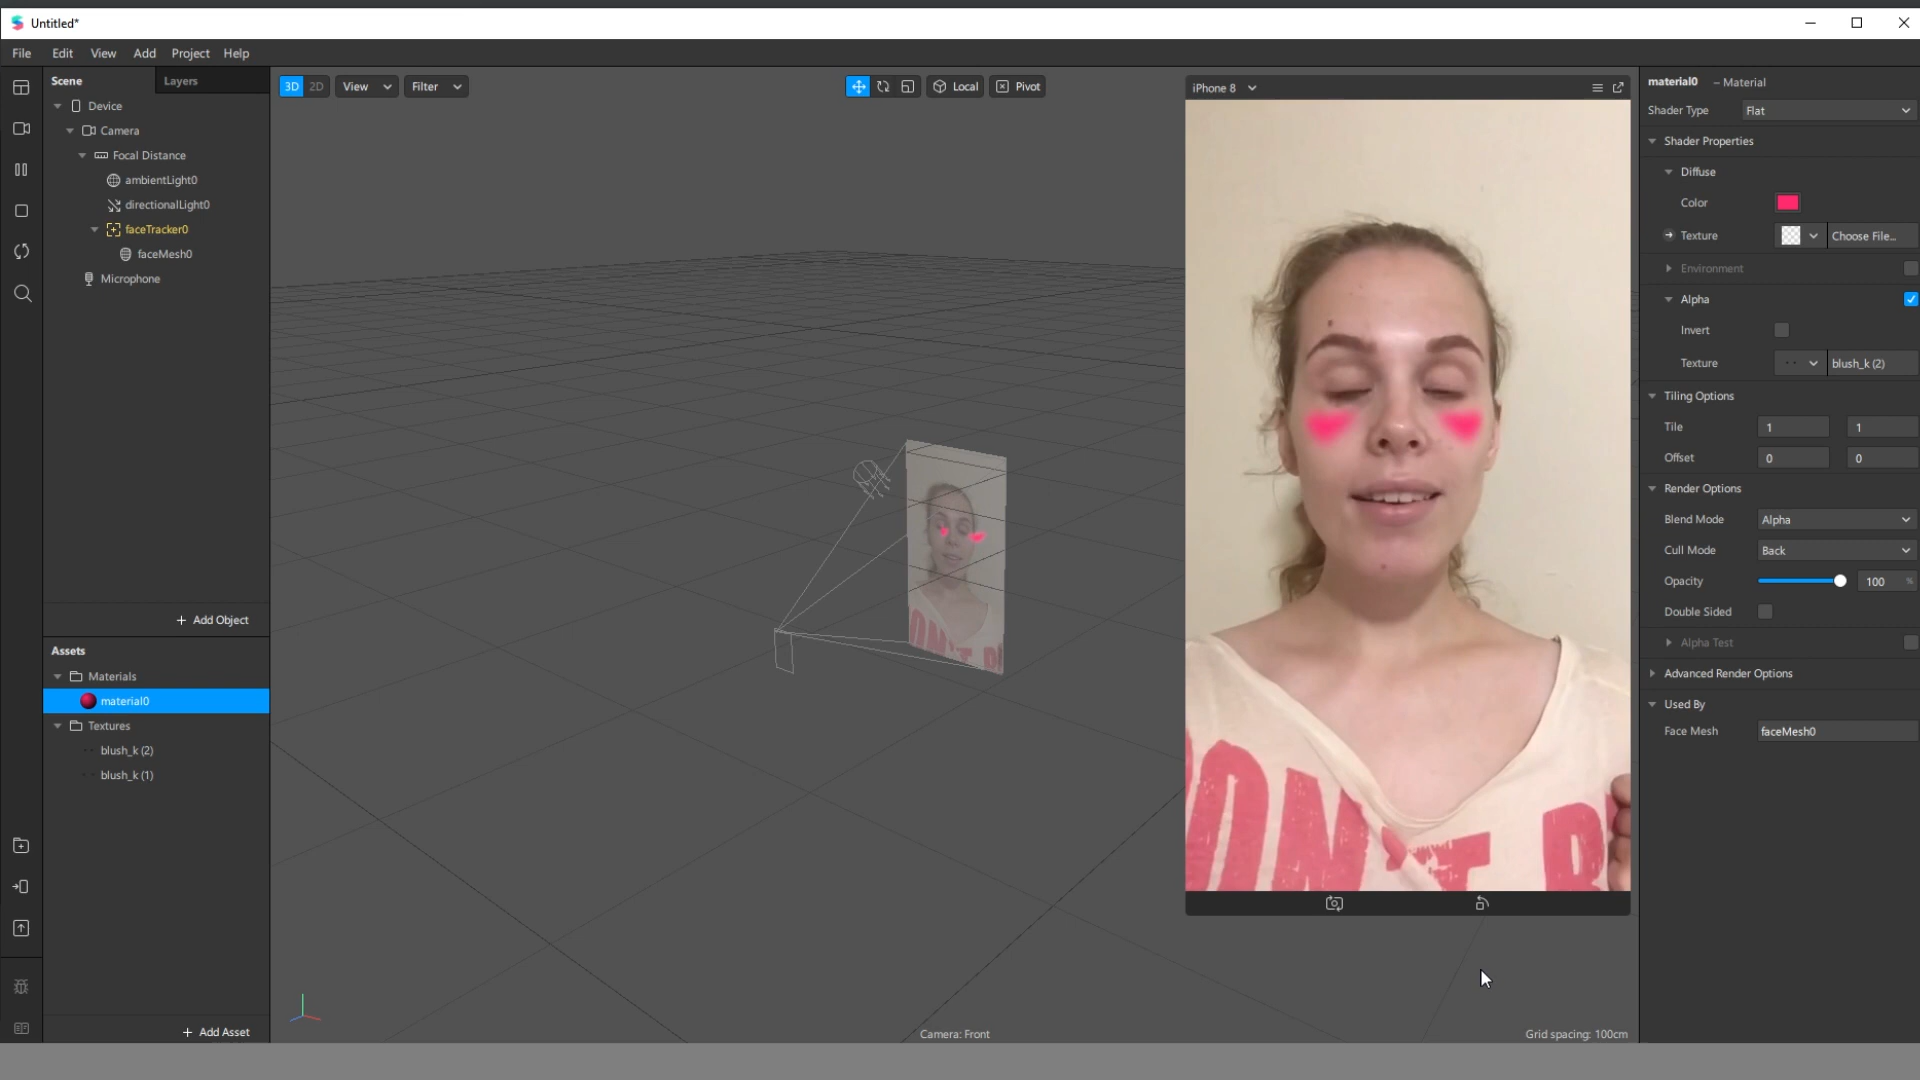 Untitled*
File Edit View Add Project Help
Scene Layers
Device
Camera
Focal Distance
ambientLight0
directionalLight0
faceTracker0
faceMesh0
Microphone
+ Add Object
Assets
Materials
material0
Textures
blush_k (2)
blush_k (1)
+ Add Asset
3D 2D View Filter
Local Pivot
Camera: Front
Grid spacing: 100cm
iPhone 8
ON'T
material0 – Material
Shader Type Flat
Shader Properties
Diffuse
Color
Texture Choose File...
Environment
Alpha
Invert
Texture blush_k (2)
Tiling Options
Tile 1 1
Offset 0 0
Render Options
Blend Mode Alpha
Cull Mode Back
Opacity 100 %
Double Sided
Alpha Test
Advanced Render Options
Used By
Face Mesh faceMesh0